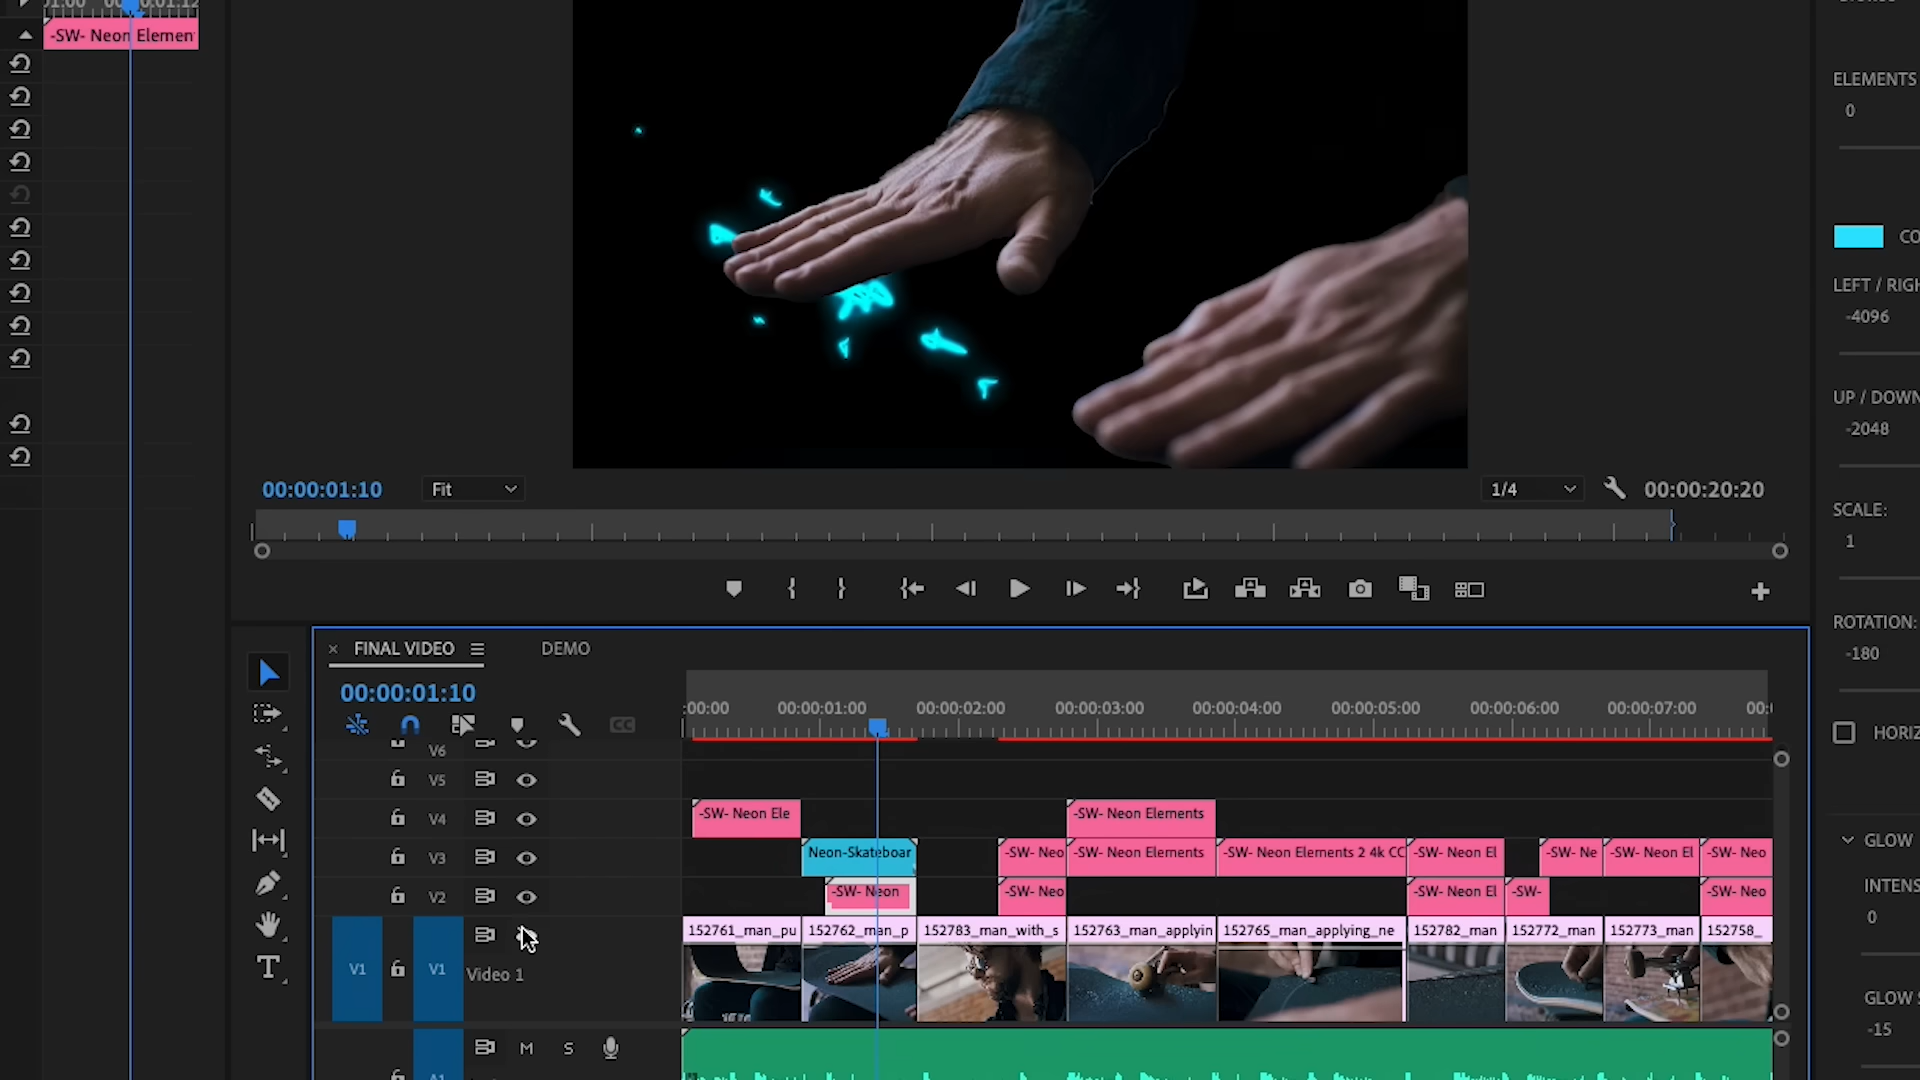 -SW- Neon Elemen
ELEMENTS
0
CO
LEFT / RIGH
-4096
UP / DOWN
-2048
SCALE:
1
ROTATION:
-180
HORIZ
GLOW
INTENS
0
GLOW S
-15
00:00:01:10
Fit
1/4
00:00:20:20
FINAL VIDEO
DEMO
00:00:01:10
:00:00
00:00:01:00
00:00:02:00
00:00:03:00
00:00:04:00
00:00:05:00
00:00:06:00
00:00:07:00
00:(
CC
V6
V5
V4
-SW- Neon Ele
-SW- Neon Elements
V3
Neon-Skateboar
-SW- Neo
-SW- Neon Elements
-SW- Neon Elements 2 4k CC
-SW- Neon El
-SW- Ne
-SW- Neon El
-SW- Neo
V2
-SW- Neon
-SW- Neo
-SW- Neon El
-SW-
-SW- Neo
152761_man_pu
152762_man_p
152783_man_with_s
152763_man_applyin
152765_man_applying_ne
152782_man
152772_man
152773_man
152758_
V1
V1
Video 1
M
S
A1